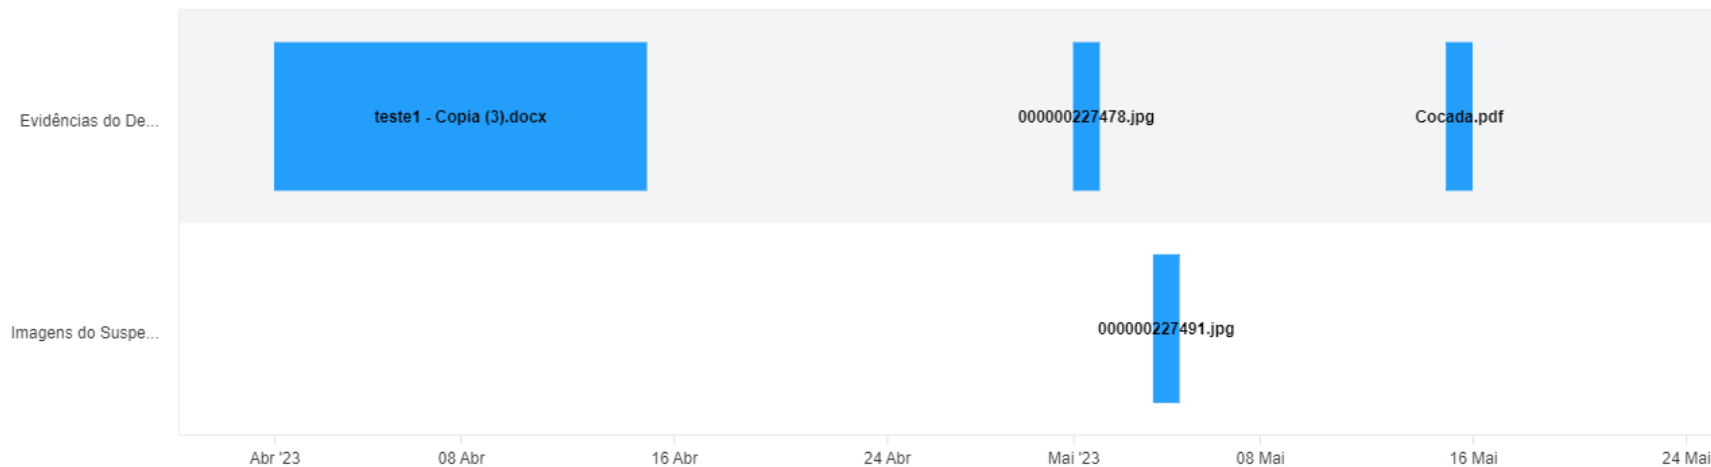 Evidências do De...
teste1 - Copia (3).docx
000000227478.jpg
Cocada.pdf
Imagens do Suspe...
000000227491.jpg
Abr '23
08 Abr
16 Abr
24 Abr
Mai '23
08 Mai
16 Mai
24 Mai